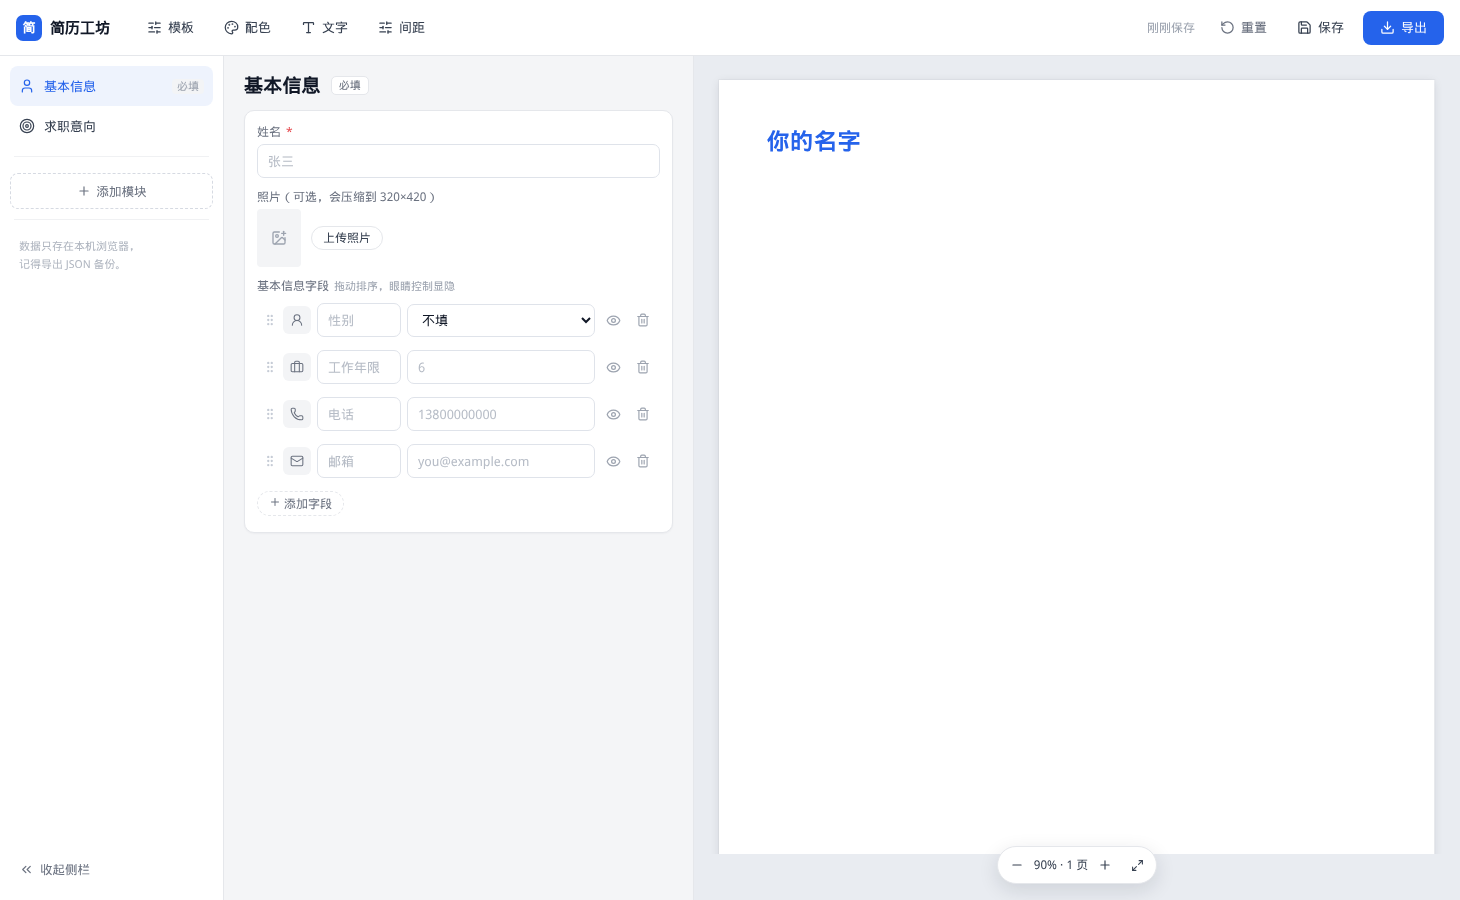 简 简历工坊 模板 配色 文字 间距 刚刚保存 重置 保存 导出
基本信息 必填
求职意向
添加模块
数据只存在本机浏览器，
记得导出 JSON 备份。
收起侧栏
基本信息 必填
姓名 *
张三
照片（可选，会压缩到 320×420）
上传照片
基本信息字段 拖动排序，眼睛控制显隐
性别 不填
工作年限 6
电话 13800000000
邮箱 you@example.com
添加字段
你的名字
90% · 1 页